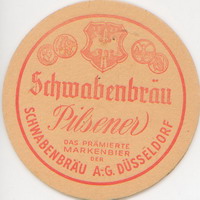 Schwabenbräu
Pilsener
DAS PRÄMIERTE
MARKENBIER
DER
SCHWABENBRÄU A·G. DÜSSELDORF